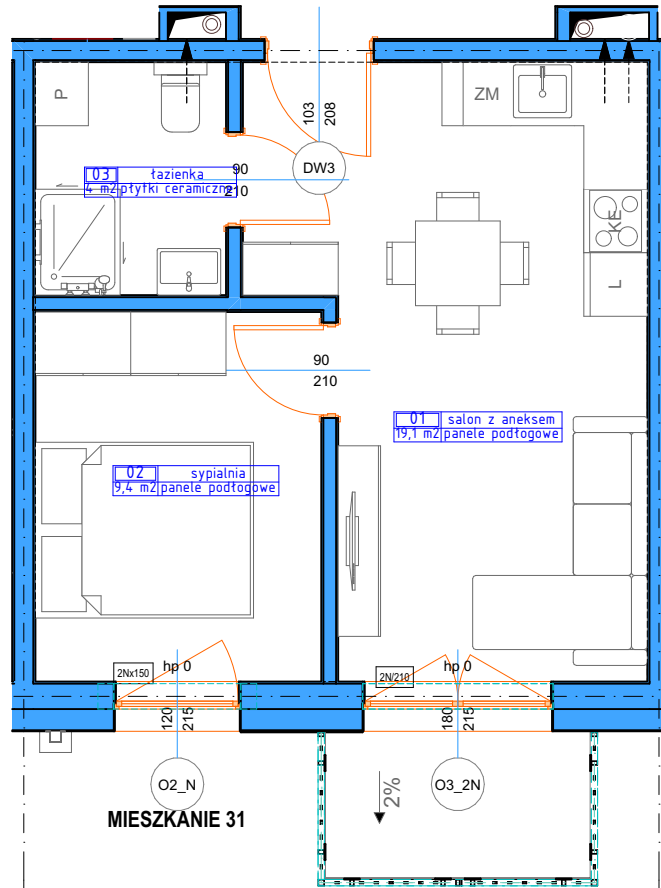 P
ZM
103
208
DW3
90
210
03 łazienka
4 m2 płytki ceramiczne
KE
L
90
210
01 salon z aneksem
19,1 m2 panele podłogowe
02 sypialnia
9,4 m2 panele podłogowe
hp 0
2Nx150
hp 0
2N/210
120
215
180
215
O2_N
O3_2N
2%
MIESZKANIE 31